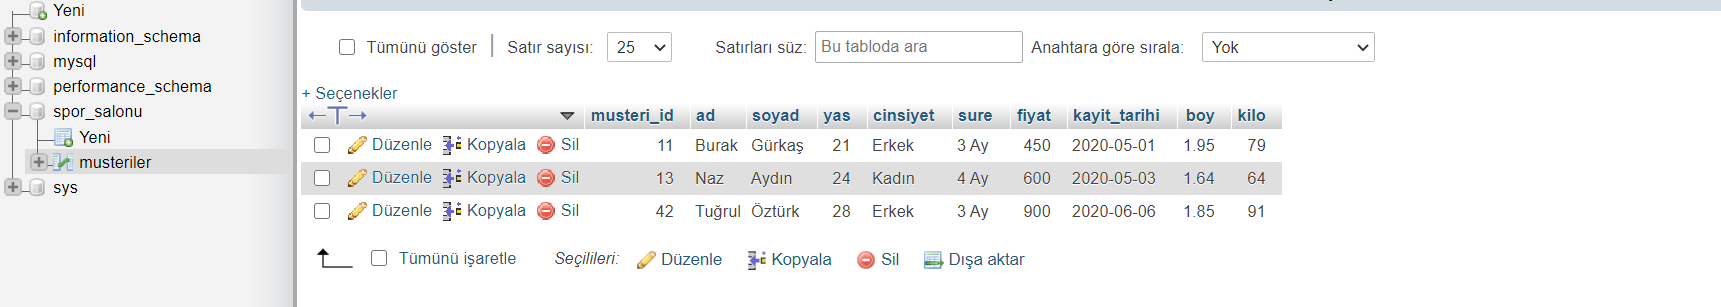 Yeni
information_schema
mysql
performance_schema
spor_salonu
Yeni
musteriler
sys
Tümünü göster | Satır sayısı: 25 Satırları süz: Bu tabloda ara Anahtara göre sırala: Yok
+ Seçenekler
musteri_id ad soyad yas cinsiyet sure fiyat kayit_tarihi boy kilo
Düzenle Kopyala Sil 11 Burak Gürkaş 21 Erkek 3 Ay 450 2020-05-01 1.95 79
Düzenle Kopyala Sil 13 Naz Aydın 24 Kadın 4 Ay 600 2020-05-03 1.64 64
Düzenle Kopyala Sil 42 Tuğrul Öztürk 28 Erkek 3 Ay 900 2020-06-06 1.85 91
Tümünü işaretle Seçilileri: Düzenle Kopyala Sil Dışa aktar